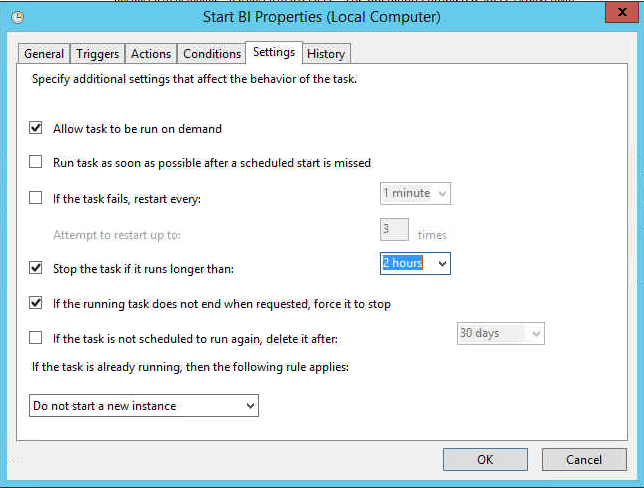 Start BI Properties (Local Computer)
x
General Triggers Actions Conditions Settings History
Specify additional settings that affect the behavior of the task.
Allow task to be run on demand
Run task as soon as possible after a scheduled start is missed
If the task fails, restart every: 1 minute
Attempt to restart up to: 3 times
Stop the task if it runs longer than: 2 hours
If the running task does not end when requested, force it to stop
If the task is not scheduled to run again, delete it after: 30 days
If the task is already running, then the following rule applies:
Do not start a new instance
OK Cancel